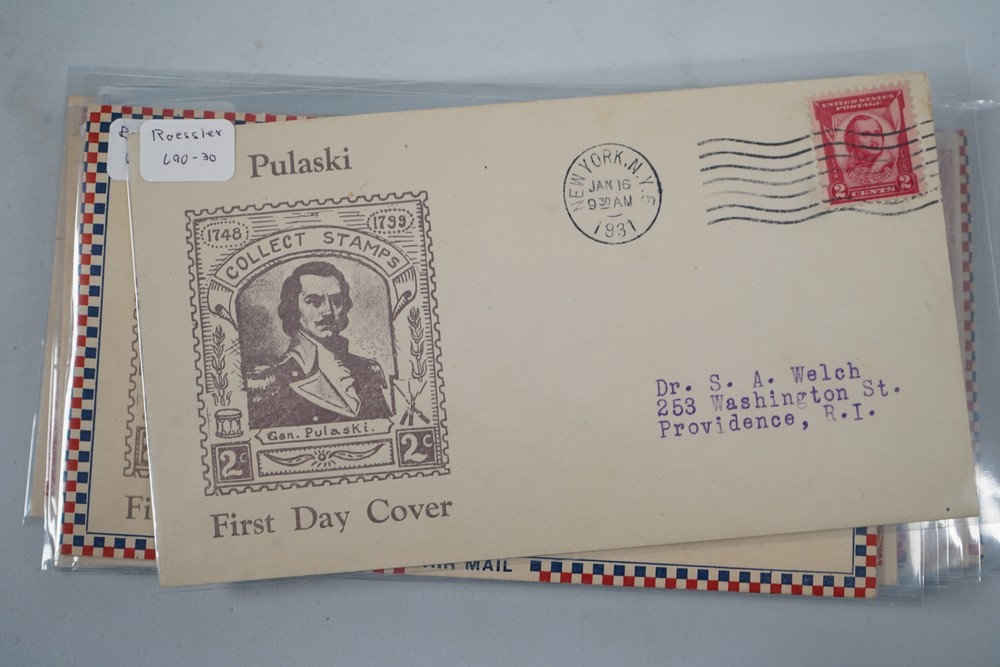 Roessler
690-30
Pulaski
1748 1799
COLLECT STAMPS
Gen. Pulaski.
2c 2c
First Day Cover
NEW YORK, N.Y.
JAN 16
9 30 AM
1931
UNITED STATES
POSTAGE
2 CENTS 2
Dr. S. A. Welch
253 Washington St.
Providence, R.I.
Fi
AIR MAIL